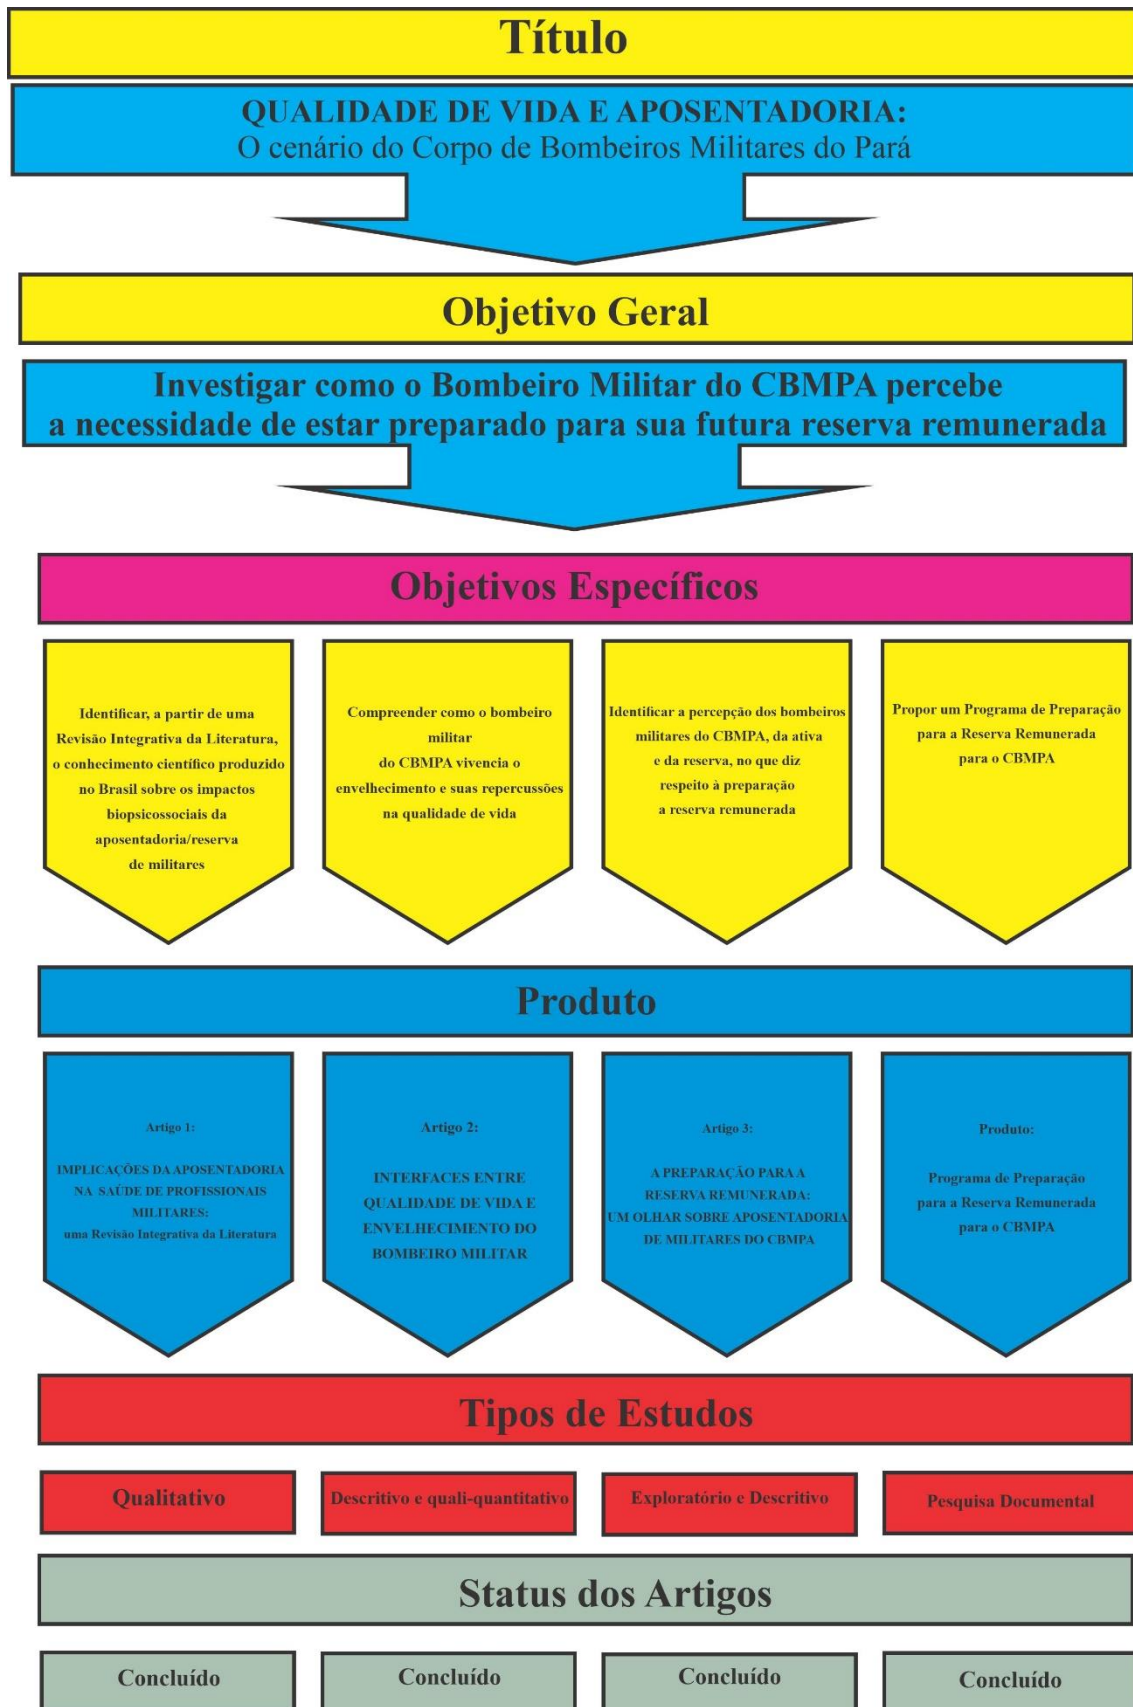 Título
QUALIDADE DE VIDA E APOSENTADORIA:
O cenário do Corpo de Bombeiros Militares do Pará
Objetivo Geral
Investigar como o Bombeiro Militar do CBMPA percebe
a necessidade de estar preparado para sua futura reserva remunerada
Objetivos Específicos
Identificar, a partir de uma
Revisão Integrativa da Literatura,
o conhecimento científico produzido
no Brasil sobre os impactos
biopsicossociais da
aposentadoria/reserva
de militares
Compreender como o bombeiro
militar
do CBMPA vivencia o
envelhecimento e suas repercussões
na qualidade de vida
Identificar a percepção dos bombeiros
militares do CBMPA, da ativa
e da reserva, no que diz
respeito à preparação
a reserva remunerada
Propor um Programa de Preparação
para a Reserva Remunerada
para o CBMPA
Produto
Artigo 1:
IMPLICAÇÕES DA APOSENTADORIA
NA SAÚDE DE PROFISSIONAIS
MILITARES:
uma Revisão Integrativa da Literatura
Artigo 2:
INTERFACES ENTRE
QUALIDADE DE VIDA E
ENVELHECIMENTO DO
BOMBEIRO MILITAR
Artigo 3:
A PREPARAÇÃO PARA A
RESERVA REMUNERADA:
UM OLHAR SOBRE APOSENTADORIA
DE MILITARES DO CBMPA
Produto:
Programa de Preparação
para a Reserva Remunerada
para o CBMPA
Tipos de Estudos
Qualitativo
Descritivo e quali-quantitativo
Exploratório e Descritivo
Pesquisa Documental
Status dos Artigos
Concluído
Concluído
Concluído
Concluído